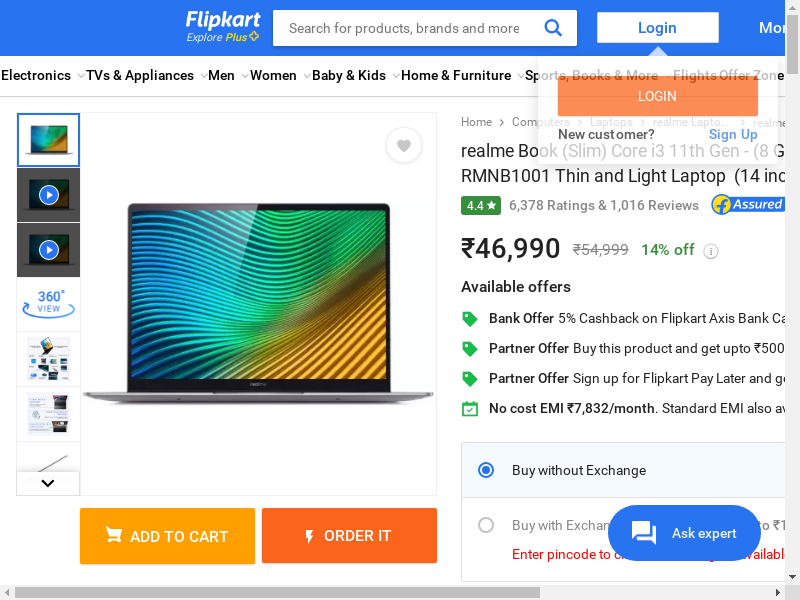 Flipkart
Explore Plus
Search for products, brands and more
Login
Mor
Electronics
TVs & Appliances
Men
Women
Baby & Kids
Home & Furniture
Sports, Books & More
Flights
Offer Zone
LOGIN
New customer?
Sign Up
Home
Computers
Laptops
realme Lapto...
realme
realme Book (Slim) Core i3 11th Gen - (8 G
RMNB1001 Thin and Light Laptop (14 inc
4.4
6,378 Ratings & 1,016 Reviews
Assured
₹46,990
₹54,999
14% off
Available offers
Bank Offer 5% Cashback on Flipkart Axis Bank Ca
Partner Offer Buy this product and get upto ₹500
Partner Offer Sign up for Flipkart Pay Later and ge
No cost EMI ₹7,832/month. Standard EMI also av
360°
VIEW
realme
Buy without Exchange
Buy with Exchan
to ₹1
Enter pincode to c
availabl
Ask expert
ADD TO CART
ORDER IT